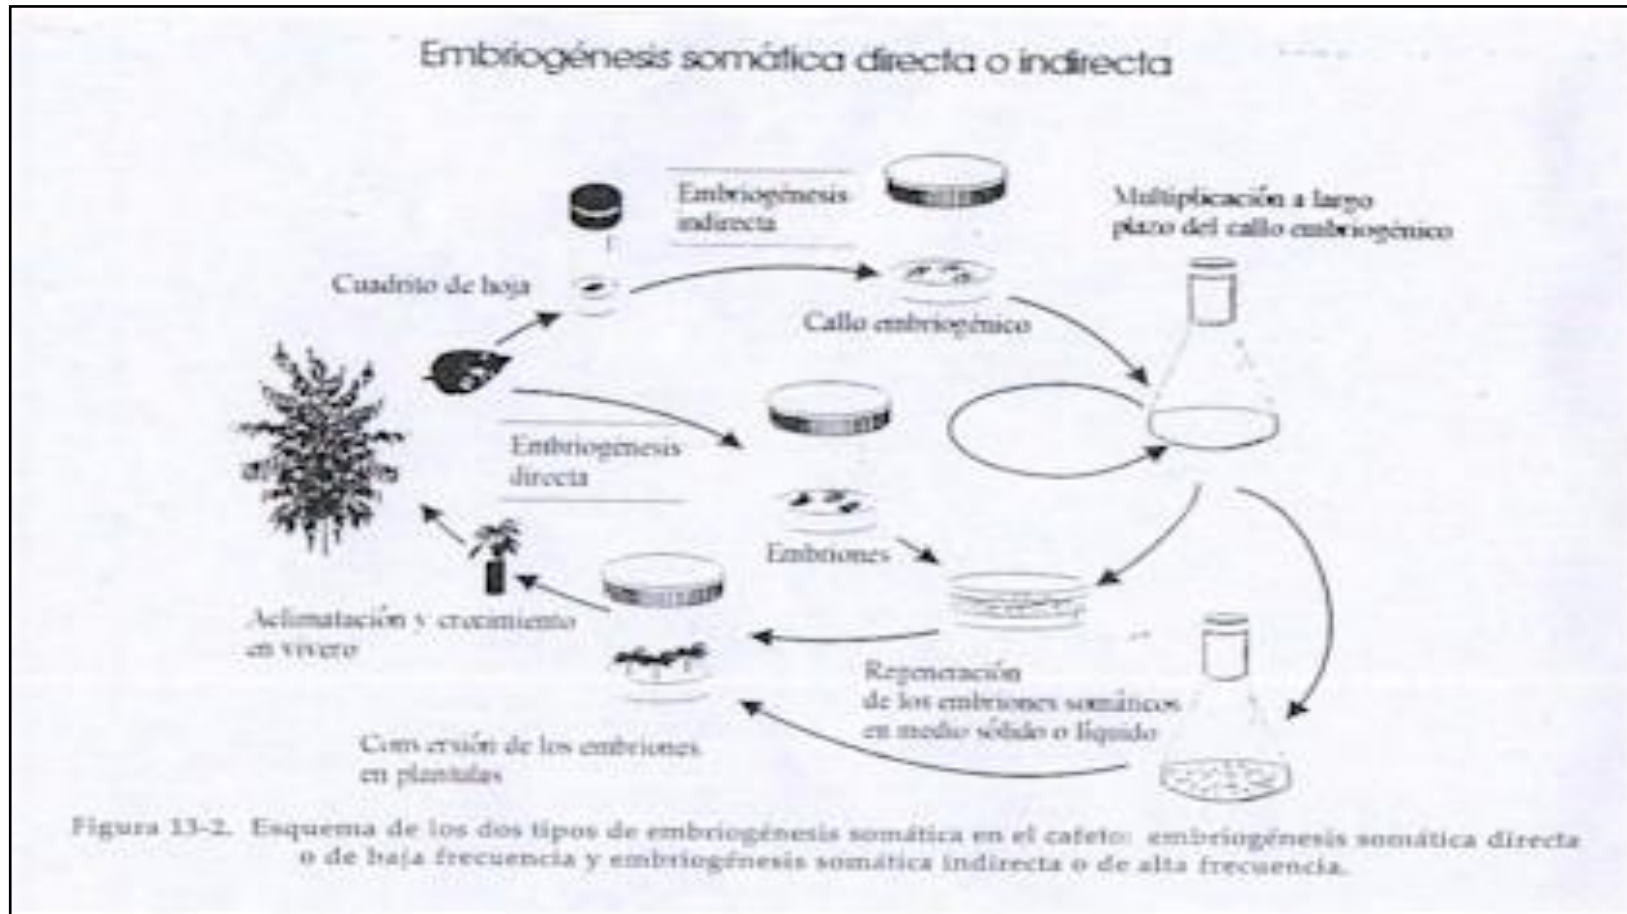 Embriogénesis somática directa o indirecta
Embriogénesis
indirecta
Multiplicación a largo
plazo del callo embriogénico
Cuadrito de hoja
Callo embriogénico
Embriogénesis
directa
Embriones
Aclimatación y crecimiento
en vivero
Regeneración
de los embriones somáticos
en medio sólido o líquido
Conversión de los embriones
en plántulas
Figura 13-2. Esquema de los dos tipos de embriogénesis somática en el cafeto: embriogénesis somática directa
o de baja frecuencia y embriogénesis somática indirecta o de alta frecuencia.